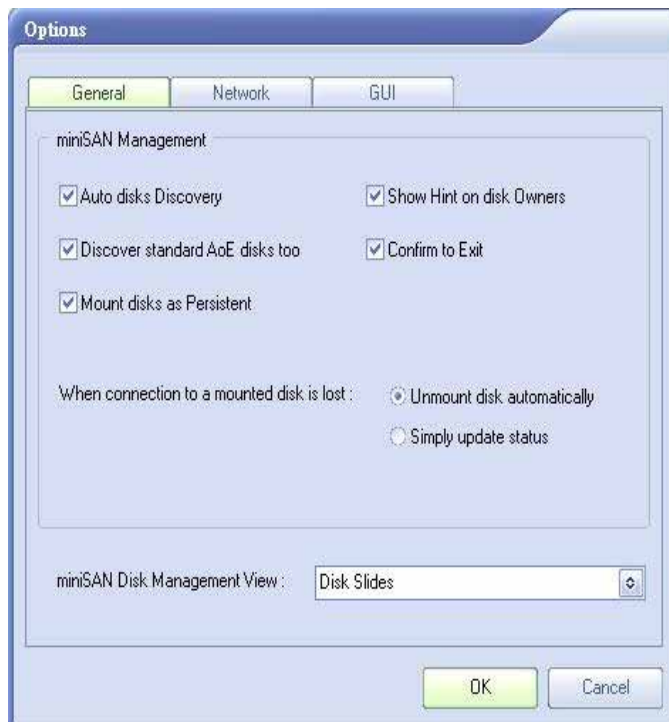 Options
General Network GUI
miniSAN Management
Auto disks Discovery Show Hint on disk Owners
Discover standard AoE disks too Confirm to Exit
Mount disks as Persistent
When connection to a mounted disk is lost : Unmount disk automatically
Simply update status
miniSAN Disk Management View : Disk Slides
OK Cancel